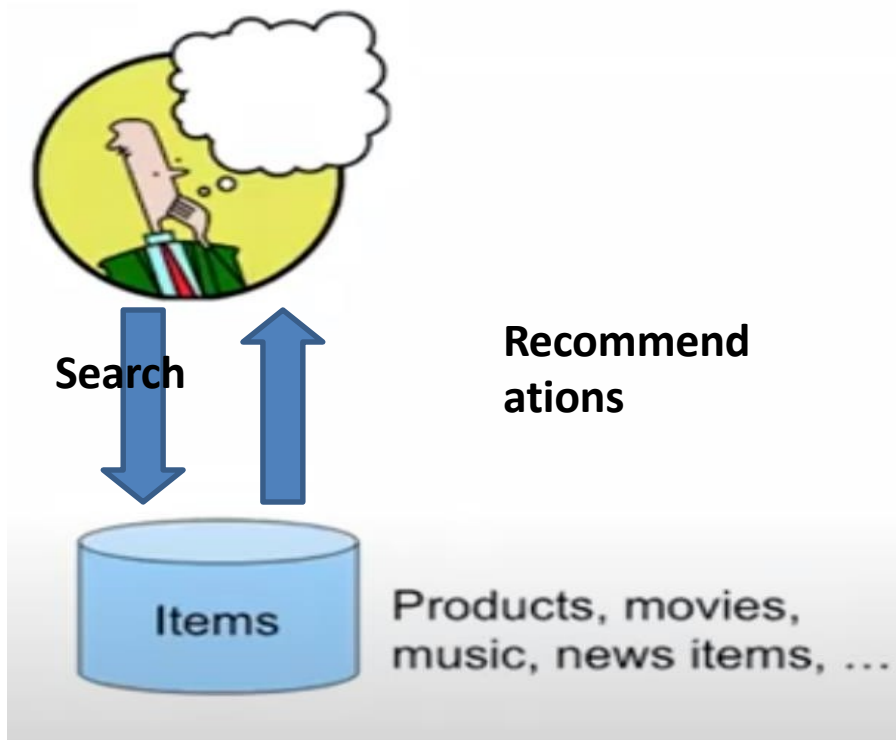 Search
Recommend
ations
Items
Products, movies,
music, news items, ...